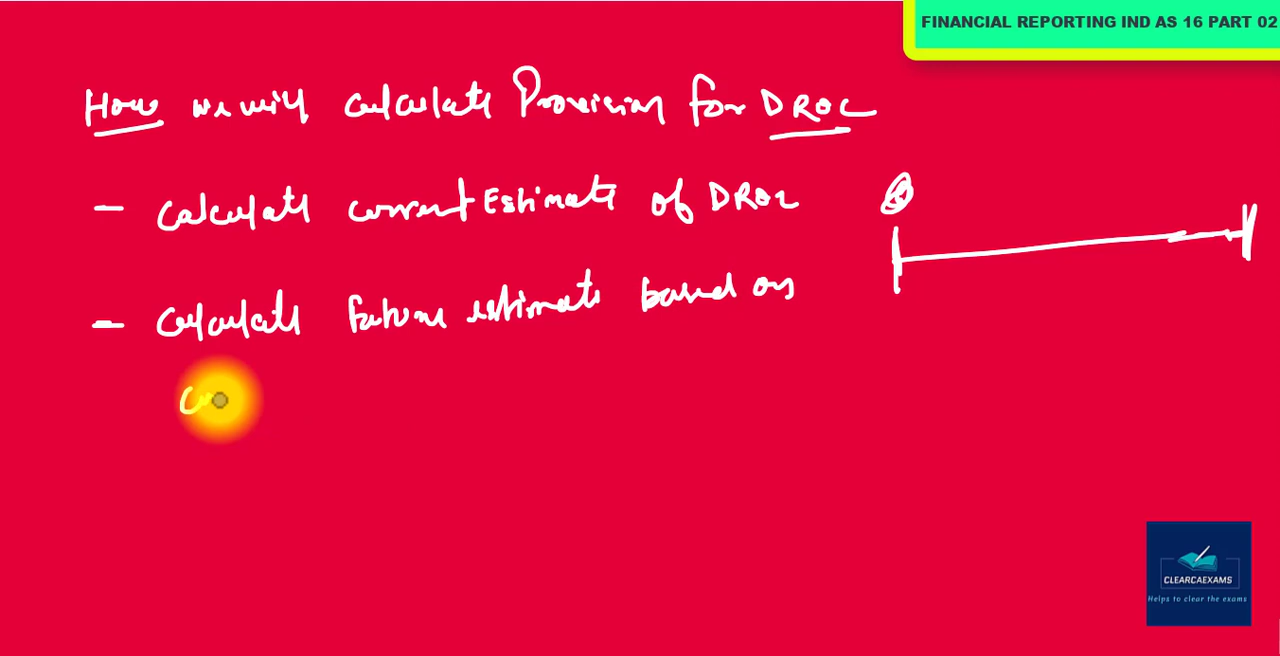 FINANCIAL REPORTING IND AS 16 PART 02
How we will calculate Provision for DROC
- Calculate current Estimate of DROC
- Calculate future estimate based on
CLEARCAEXAMS
Helps to clear the exams